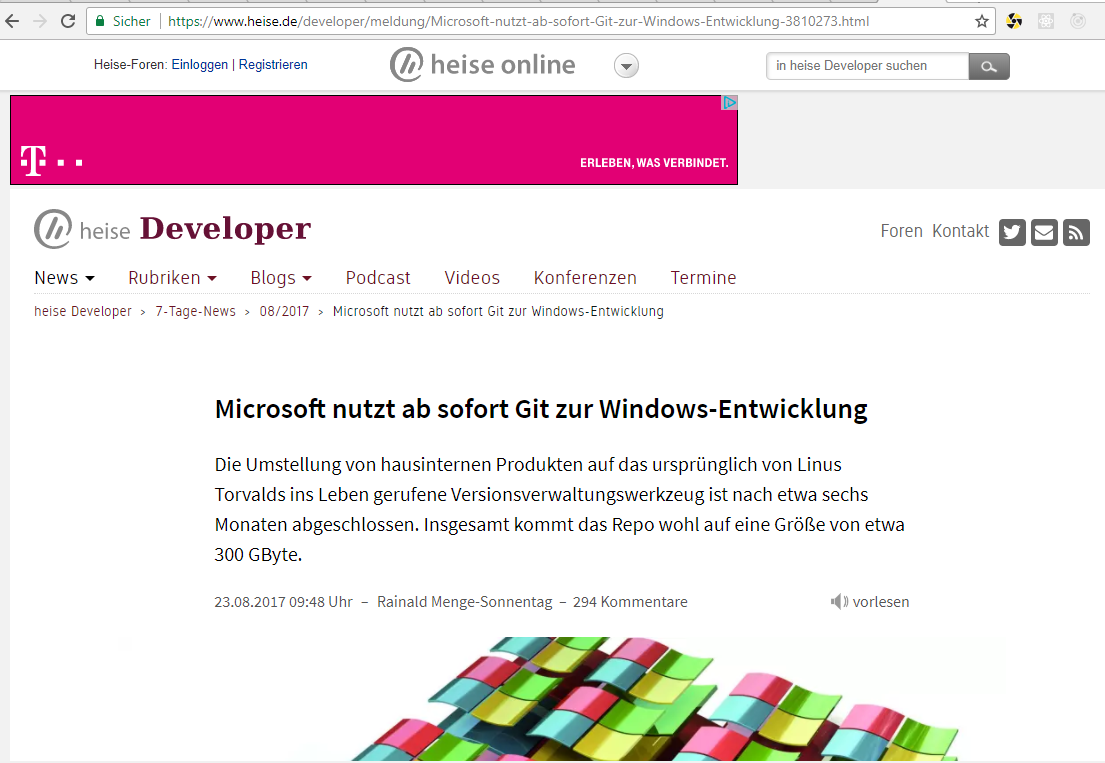 Sicher | https://www.heise.de/developer/meldung/Microsoft-nutzt-ab-sofort-Git-zur-Windows-Entwicklung-3810273.html
Heise-Foren: Einloggen | Registrieren
heise online
in heise Developer suchen
T
ERLEBEN, WAS VERBINDET.
heise Developer
Foren Kontakt
News Rubriken Blogs Podcast Videos Konferenzen Termine
heise Developer > 7-Tage-News > 08/2017 > Microsoft nutzt ab sofort Git zur Windows-Entwicklung
Microsoft nutzt ab sofort Git zur Windows-Entwicklung
Die Umstellung von hausinternen Produkten auf das ursprünglich von Linus
Torvalds ins Leben gerufene Versionsverwaltungswerkzeug ist nach etwa sechs
Monaten abgeschlossen. Insgesamt kommt das Repo wohl auf eine Größe von etwa
300 GByte.
23.08.2017 09:48 Uhr – Rainald Menge-Sonnentag – 294 Kommentare
vorlesen